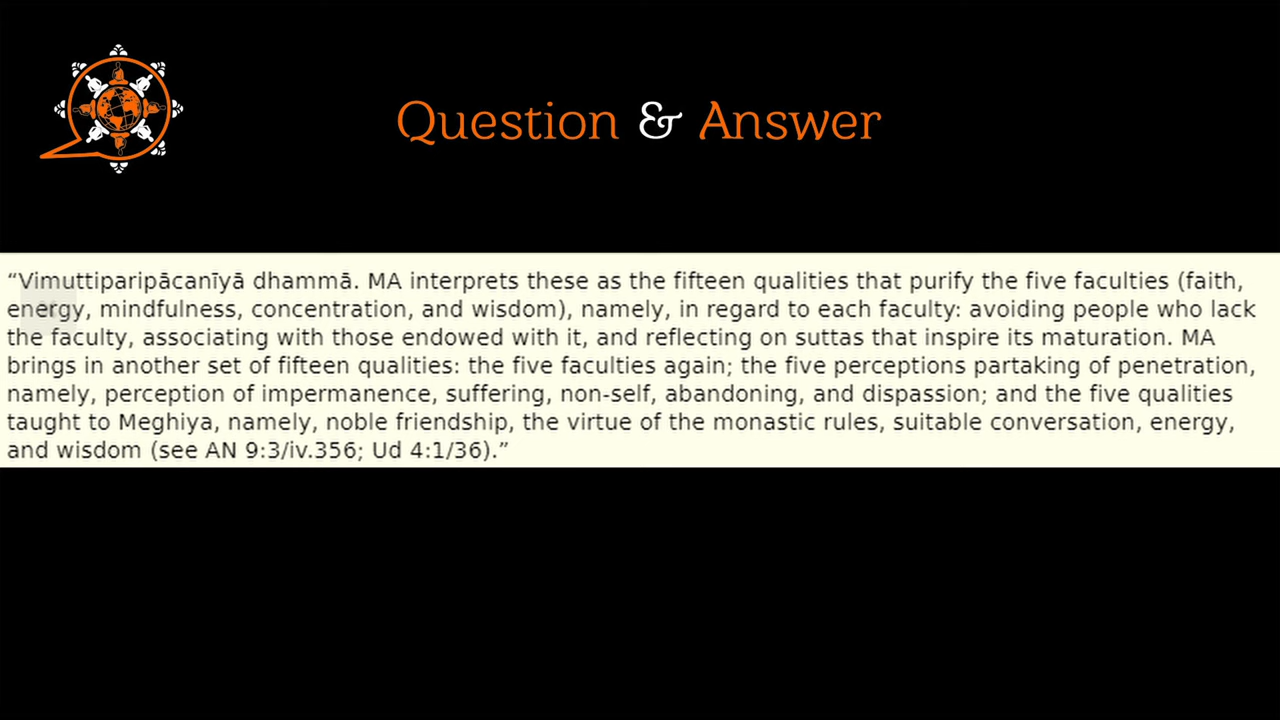 Question & Answer
“Vimuttiparipācanīyā dhammā. MA interprets these as the fifteen qualities that purify the five faculties (faith,
energy, mindfulness, concentration, and wisdom), namely, in regard to each faculty: avoiding people who lack
the faculty, associating with those endowed with it, and reflecting on suttas that inspire its maturation. MA
brings in another set of fifteen qualities: the five faculties again; the five perceptions partaking of penetration,
namely, perception of impermanence, suffering, non-self, abandoning, and dispassion; and the five qualities
taught to Meghiya, namely, noble friendship, the virtue of the monastic rules, suitable conversation, energy,
and wisdom (see AN 9:3/iv.356; Ud 4:1/36).”